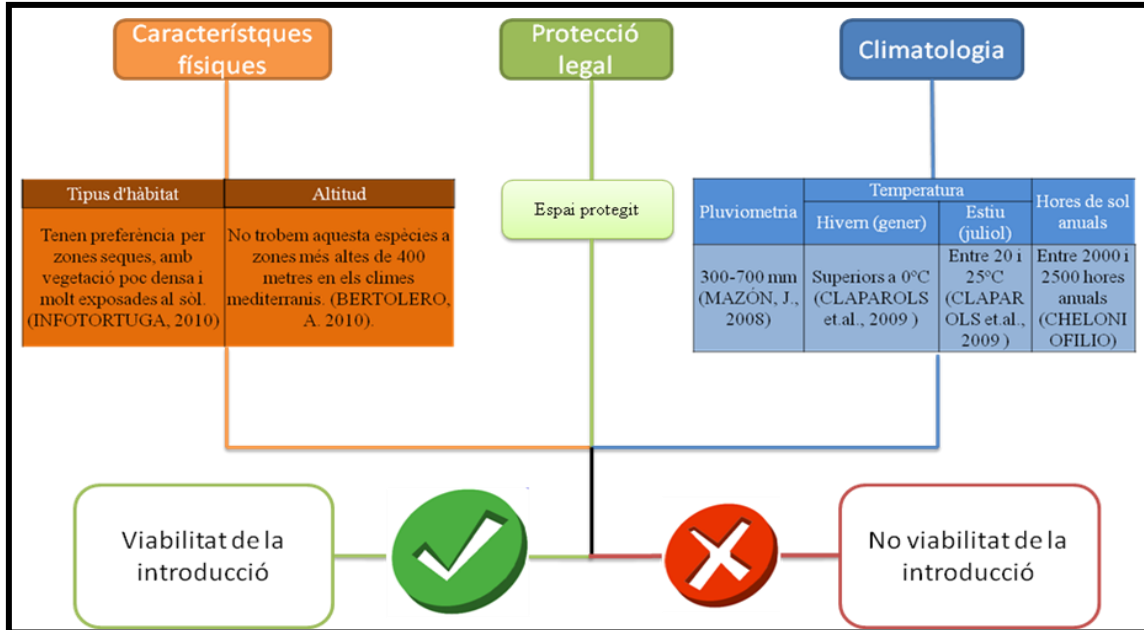 Característques
físiques
Protecció
legal
Climatologia
Tipus d'hàbitat
Altitud
Tenen preferència per
zones seques, amb
vegetació poc densa i
molt exposades al sòl.
(INFOTORTUGA, 2010)
No trobem aquesta espècies a
zones més altes de 400
metres en els climes
mediterranis. (BERTOLERO,
A. 2010).
Espai protegit
Pluviometria
Temperatura
Hivern (gener)
Estiu
(juliol)
Hores de sol
anuals
300-700 mm
(MAZÓN, J.,
2008)
Superiors a 0°C
(CLAPAROLS
et.al., 2009 )
Entre 20 i
25°C
(CLAPAR
OLS et.al.,
2009 )
Entre 2000 i
2500 hores
anuals
(CHELONI
OFILIO)
Viabilitat de la
introducció
No viabilitat de la
introducció